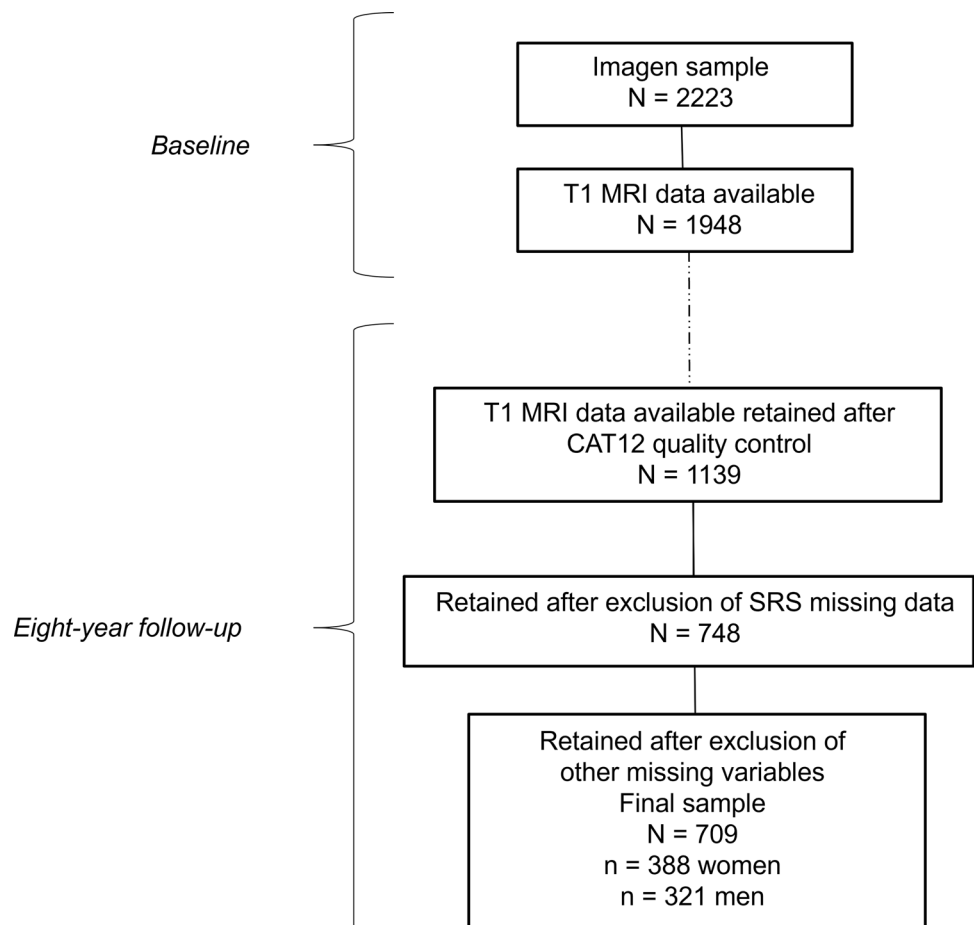 Baseline
Imagen sample
N = 2223
T1 MRI data available
N = 1948
Eight-year follow-up
T1 MRI data available retained after
CAT12 quality control
N = 1139
Retained after exclusion of SRS missing data
N = 748
Retained after exclusion of
other missing variables
Final sample
N = 709
n = 388 women
n = 321 men